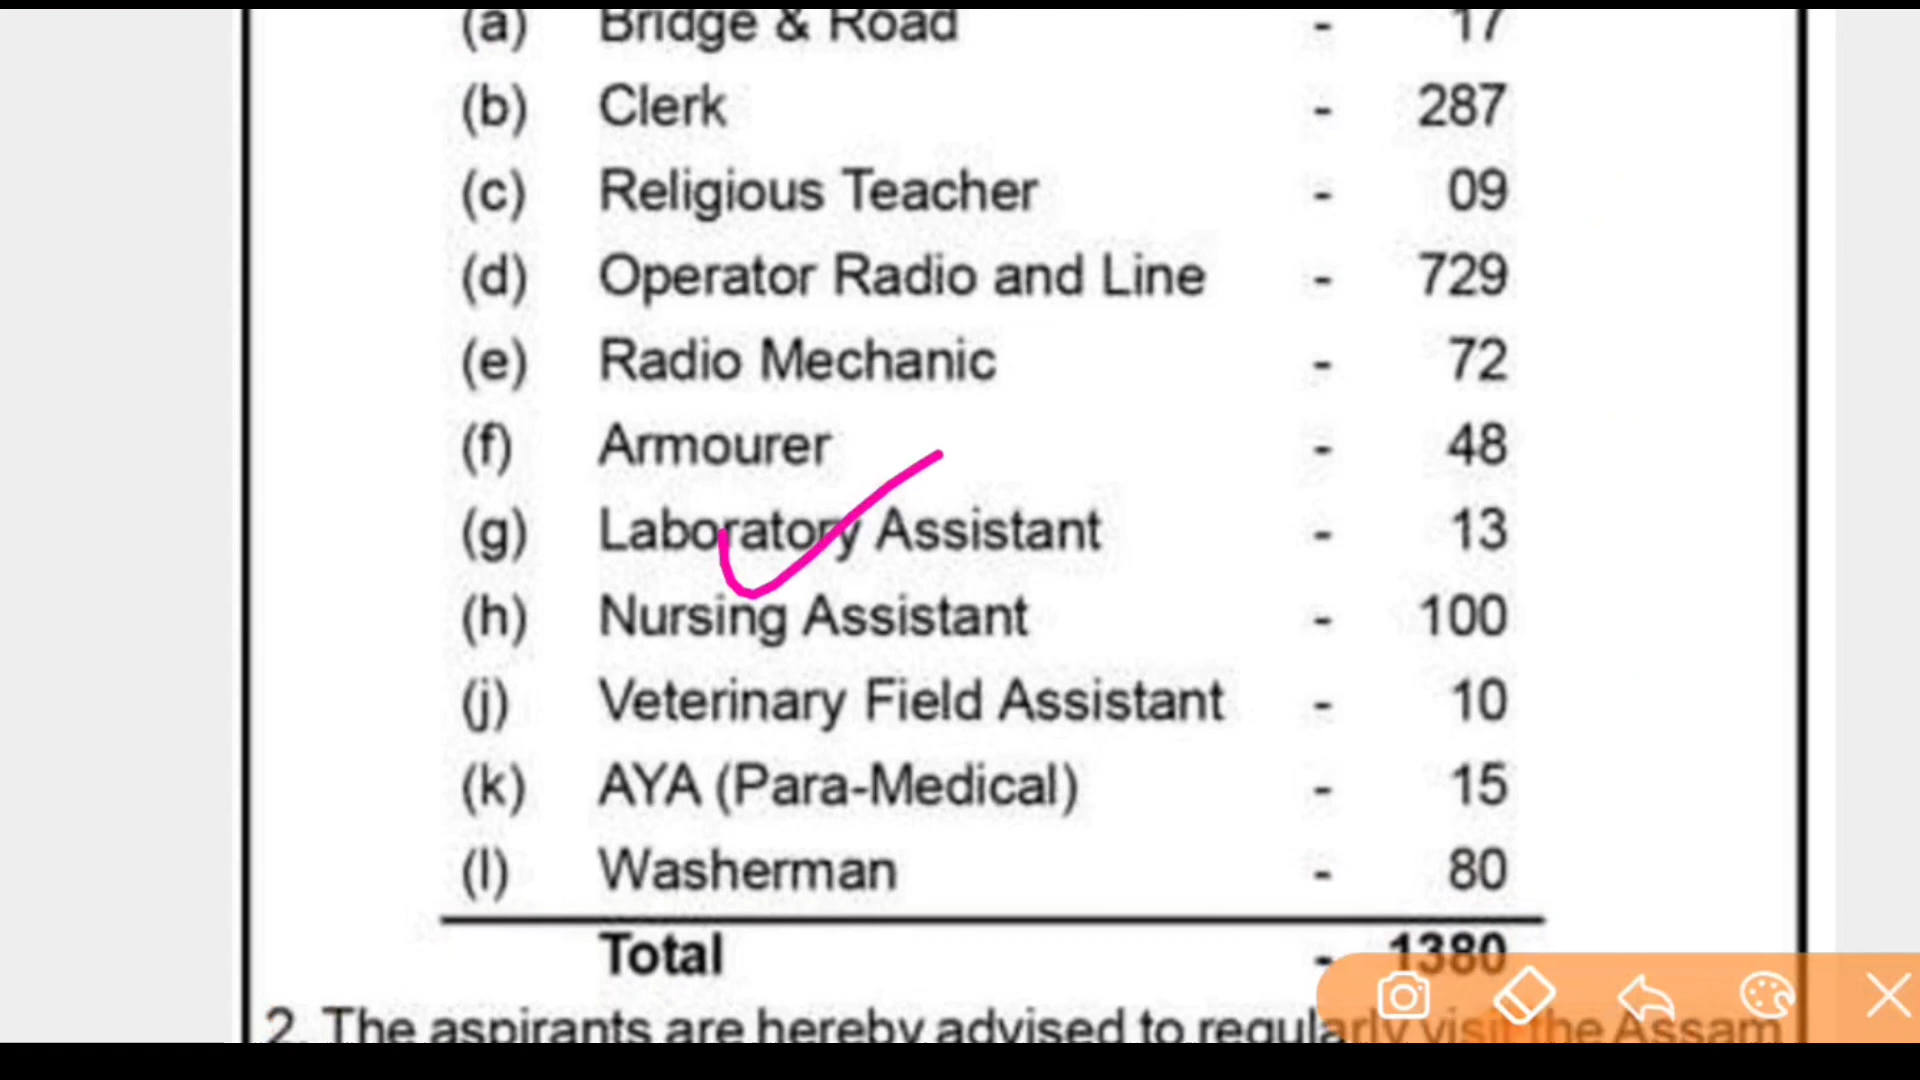 (a) Bridge & Road - 17
(b) Clerk - 287
(c) Religious Teacher - 09
(d) Operator Radio and Line - 729
(e) Radio Mechanic - 72
(f) Armourer - 48
(g) Laboratory Assistant - 13
(h) Nursing Assistant - 100
(j) Veterinary Field Assistant - 10
(k) AYA (Para-Medical) - 15
(l) Washerman - 80
Total - 1380
2. The aspirants are hereby advised to regularly visit the Assam